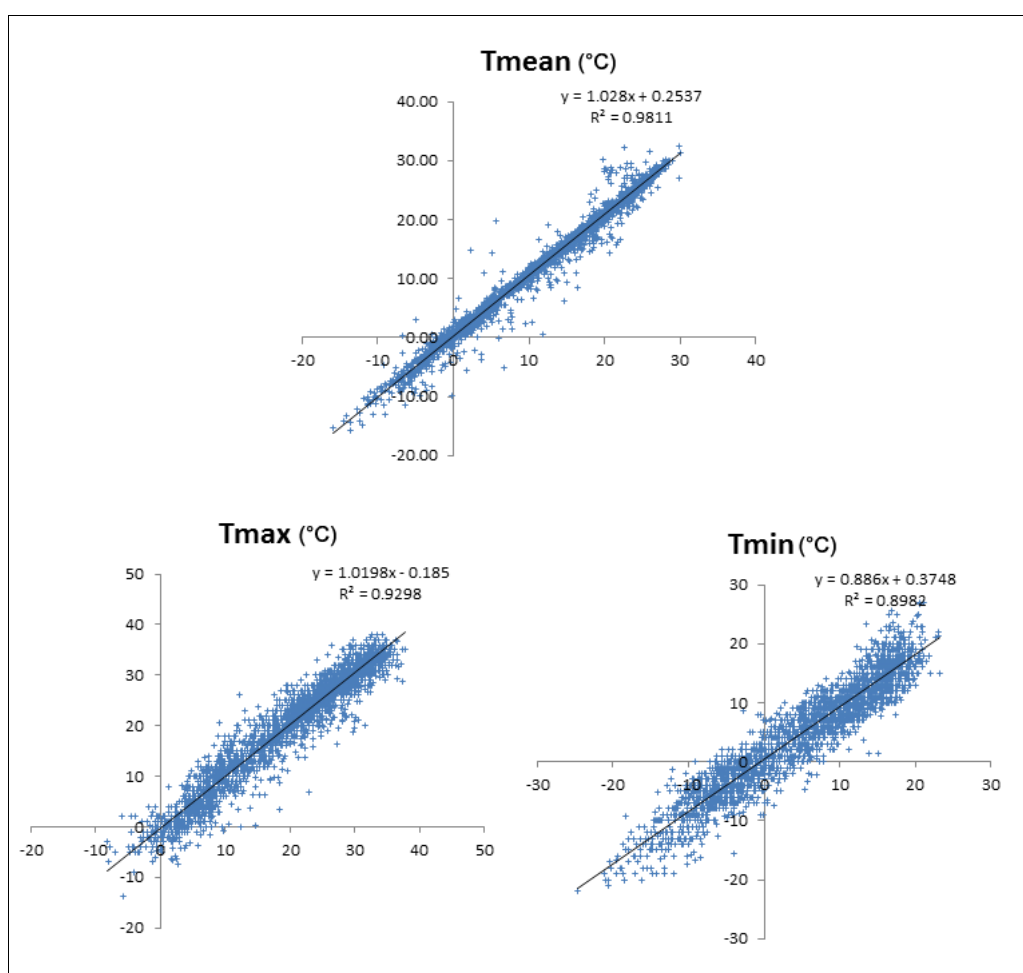 Tmean (°C)
y = 1.028x + 0.2537
R² = 0.9811
40.00
30.00
20.00
10.00
0.00
-10.00
-20.00
-20 -10 0 10 20 30 40
Tmax (°C)
y = 1.0198x - 0.185
R² = 0.9298
50
40
30
20
10
0
-10
-20
-20 -10 0 10 20 30 40 50
Tmin (°C)
y = 0.886x + 0.3748
R² = 0.8982
30
20
10
0
-10
-20
-30
-30 -20 -10 0 10 20 30